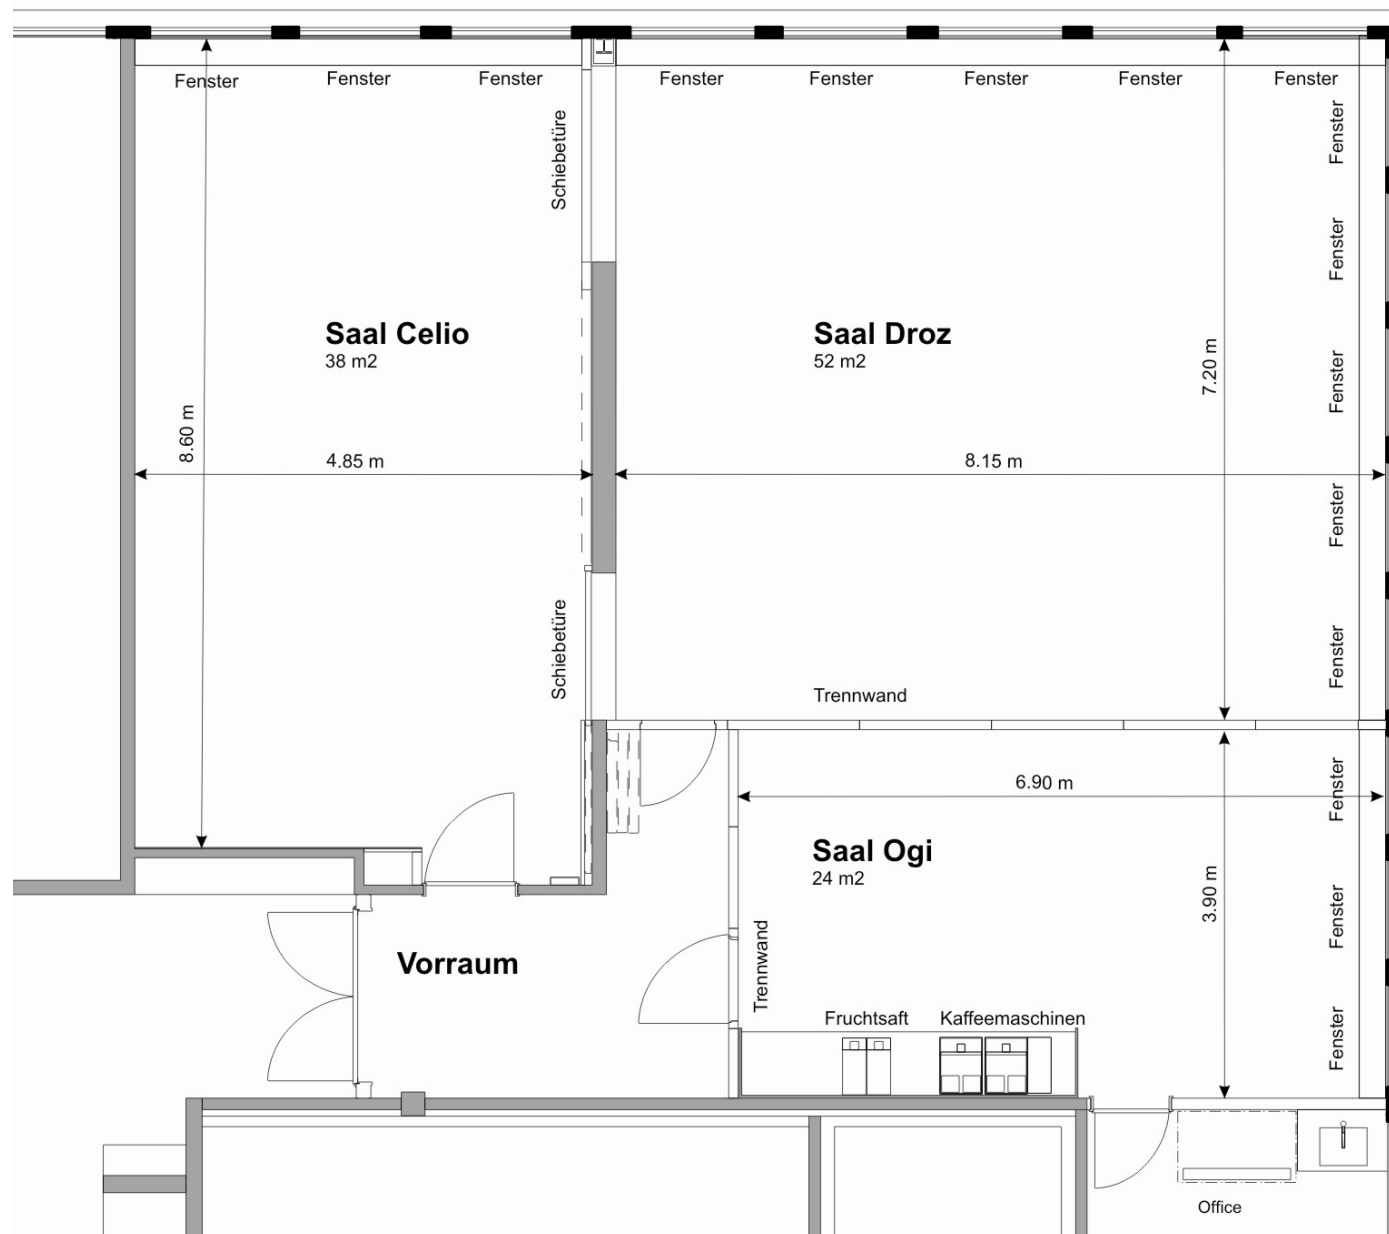 Fenster
Fenster
Fenster
Fenster
Fenster
Fenster
Fenster
Fenster
Schiebetüre
Fenster
Fenster
Saal Celio
38 m2
Saal Droz
52 m2
7.20 m
Fenster
8.60 m
4.85 m
8.15 m
Fenster
Schiebetüre
Fenster
Trennwand
6.90 m
Fenster
Saal Ogi
24 m2
3.90 m
Fenster
Vorraum
Trennwand
Fruchtsaft
Kaffeemaschinen
Fenster
Office